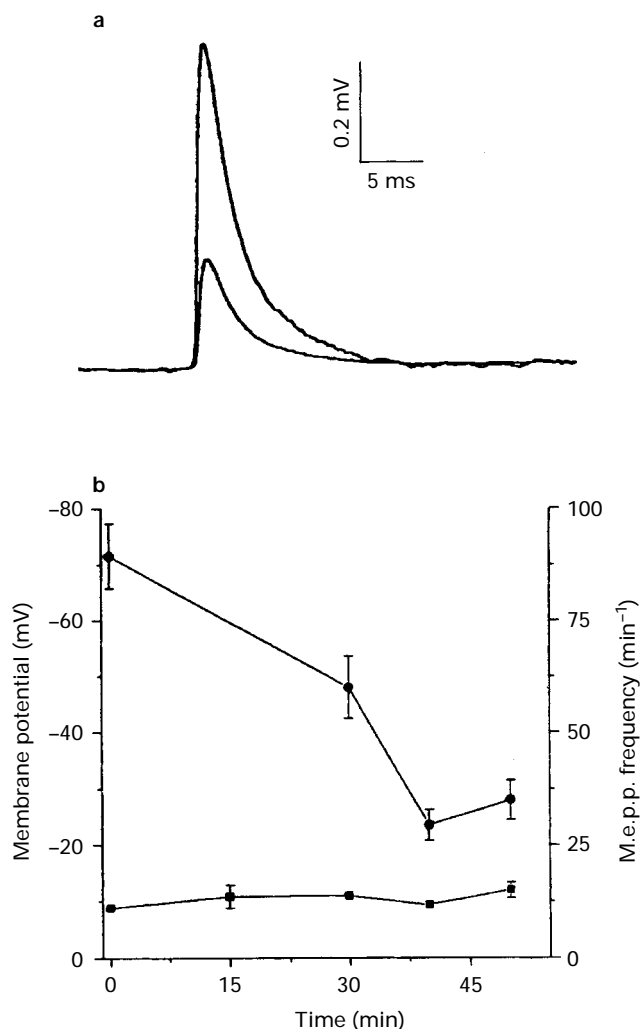 a
0.2 mV
5 ms
b
–80
–60
–40
–20
0
Membrane potential (mV)
100
75
50
25
0
M.e.p.p. frequency (min⁻¹)
0
15
30
45
Time (min)